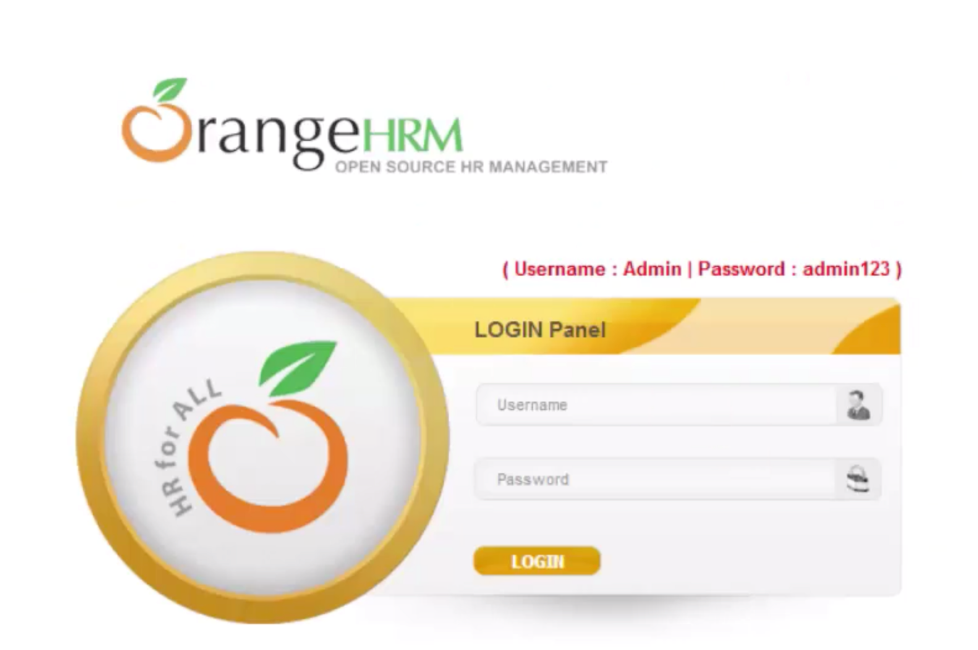 OrangeHRM
OPEN SOURCE HR MANAGEMENT
( Username : Admin | Password : admin123 )
HR for ALL
LOGIN Panel
Username
Password
LOGIN